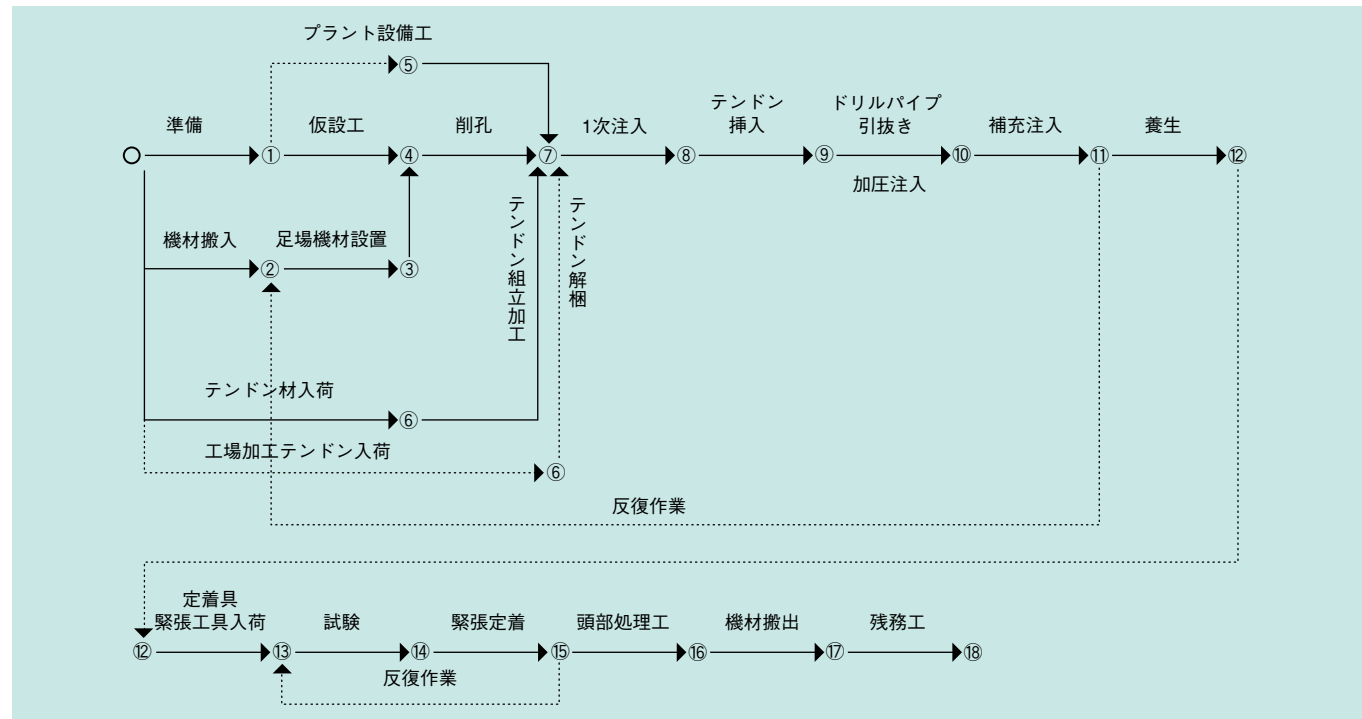 プラント設備工
⑤
準備
仮設工
削孔
1次注入
テンドン
挿入
ドリルパイプ
引抜き
補充注入
養生
①
④
⑦
⑧
⑨
⑩
⑪
⑫
加圧注入
機材搬入
足場機材設置
②
③
テンドン組立加工
テンドン解梱
テンドン材入荷
⑥
工場加工テンドン入荷
⑥
反復作業
定着具
緊張工具入荷
試験
緊張定着
頭部処理工
機材搬出
残務工
⑫
⑬
⑭
⑮
⑯
⑰
⑱
反復作業